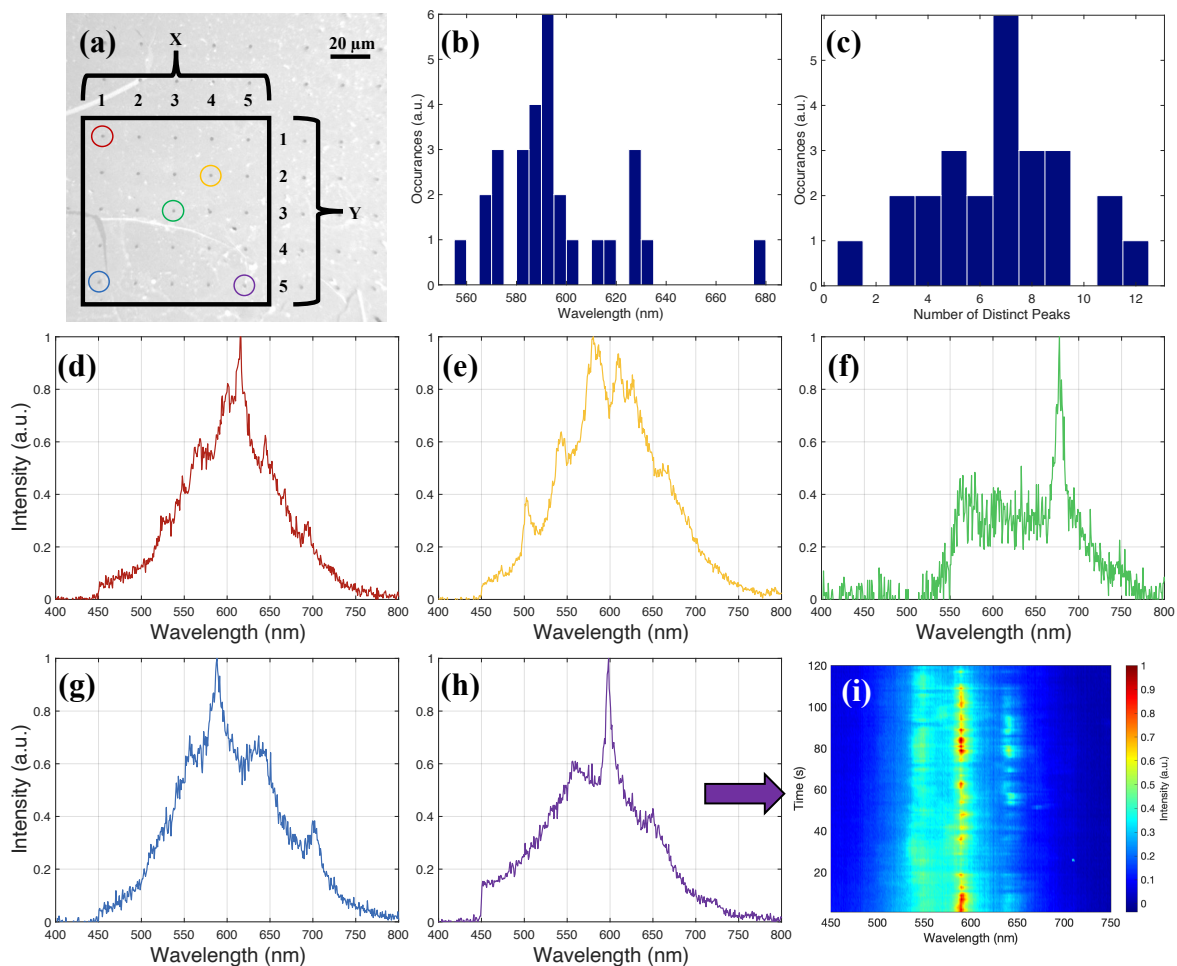 (a)
X
20 µm
1 2 3 4 5
1
2
3
Y
4
5
(b)
Occurances (a.u.)
6
5
4
3
2
1
0
560 580 600 620 640 660 680
Wavelength (nm)
(c)
Occurances (a.u.)
5
4
3
2
1
0
0 2 4 6 8 10 12
Number of Distinct Peaks
(d)
Intensity (a.u.)
1
0.8
0.6
0.4
0.2
0
400 450 500 550 600 650 700 750 800
Wavelength (nm)
(e)
1
0.8
0.6
0.4
0.2
0
400 450 500 550 600 650 700 750 800
Wavelength (nm)
(f)
1
0.8
0.6
0.4
0.2
0
400 450 500 550 600 650 700 750 800
Wavelength (nm)
(g)
Intensity (a.u.)
1
0.8
0.6
0.4
0.2
0
400 450 500 550 600 650 700 750 800
Wavelength (nm)
(h)
1
0.8
0.6
0.4
0.2
0
400 450 500 550 600 650 700 750 800
Wavelength (nm)
(i)
Time (s)
120
100
80
60
40
20
450 500 550 600 650 700 750
Wavelength (nm)
1
0.9
0.8
0.7
0.6
0.5
0.4
0.3
0.2
0.1
0
Intensity (a.u.)